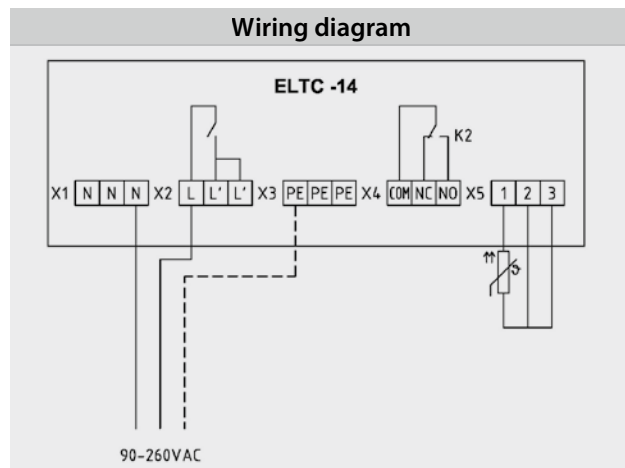 Wiring diagram
ELTC -14
K2
X1 N N N X2 L L' L' X3 PE PE PE X4 COM NC NO X5 1 2 3
90-260VAC